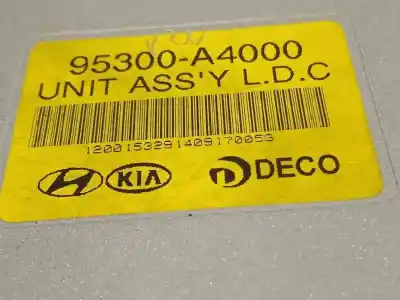 95300-A4000
UNIT ASS'Y L.D.C
1200153291409170053
KIA DECO